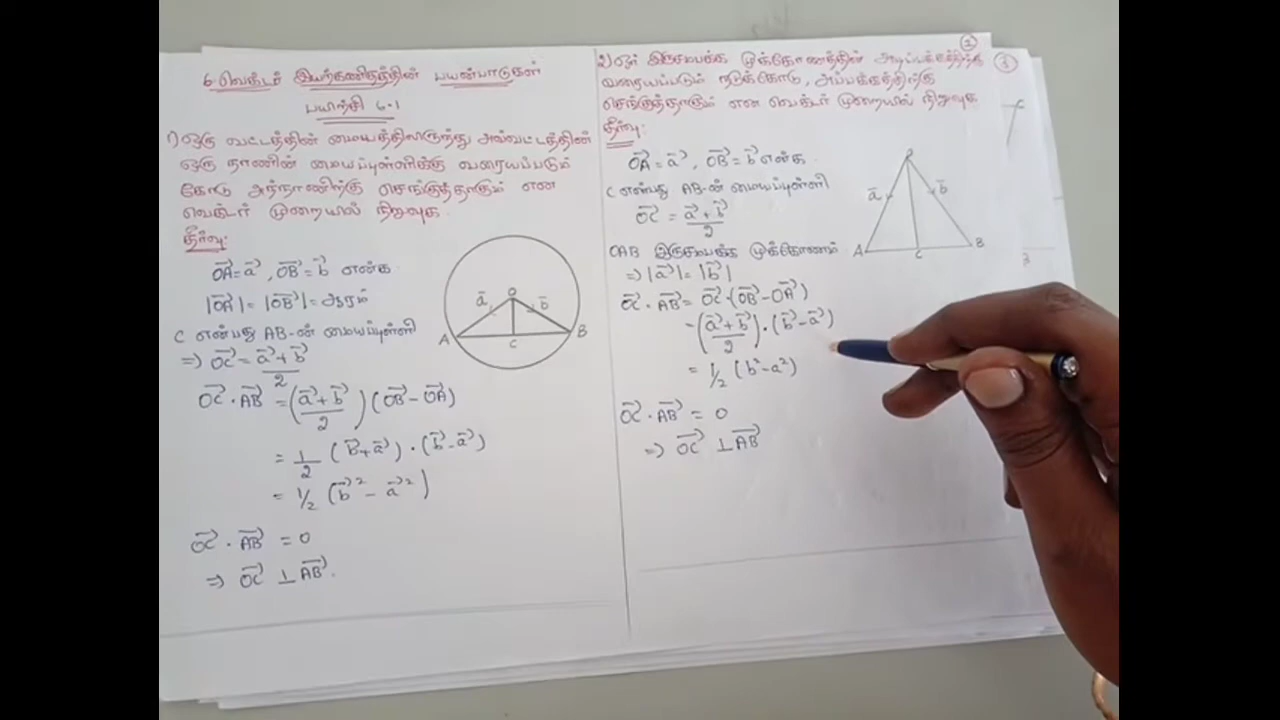 6. வெக்டர் இயற்கணிதத்தின் பயன்பாடுகள்
பயிற்சி 6.1
1) ஒரு வட்டத்தின் மையத்திலிருந்து அவ்வட்டத்தின்
ஒரு நாணின் மையப்புள்ளிக்கு வரையப்படும்
கோடு அந்நாணிற்கு செங்குத்தாகும் என
வெக்டர் முறையில் நிறுவுக.
தீர்வு:
OA⃗ = a⃗, OB⃗ = b⃗ என்க
|OA⃗| = |OB⃗| = ஆரம்
C என்பது AB-ன் மையப்புள்ளி
=> OC⃗ = (a⃗ + b⃗)/2
OC⃗ · AB⃗ = ((a⃗ + b⃗)/2) (OB⃗ − OA⃗)
= 1/2 (b⃗ + a⃗) · (b⃗ − a⃗)
= 1/2 (b⃗² − a⃗²)
OC⃗ · AB⃗ = 0
=> OC⃗ ⊥ AB⃗.
O
a⃗
b⃗
A
C
B
2
2) ஓர் இருசமபக்க முக்கோணத்தின் அடிப்பக்கத்திற்கு
வரையப்படும் நடுக்கோடு, அப்பக்கத்திற்கு
செங்குத்தாகும் என வெக்டர் முறையில் நிறுவுக
தீர்வு:
OA⃗ = a⃗, OB⃗ = b⃗ என்க.
C என்பது AB-ன் மையப்புள்ளி
OC⃗ = (a⃗ + b⃗)/2
OAB இருசமபக்க முக்கோணம்
=> |a⃗| = |b⃗|
OC⃗ · AB⃗ = OC⃗ · (OB⃗ − OA⃗)
= ((a⃗ + b⃗)/2) · (b⃗ − a⃗)
= 1/2 (b² − a²)
OC⃗ · AB⃗ = 0
=> OC⃗ ⊥ AB⃗
a⃗
b⃗
A
C
B
3